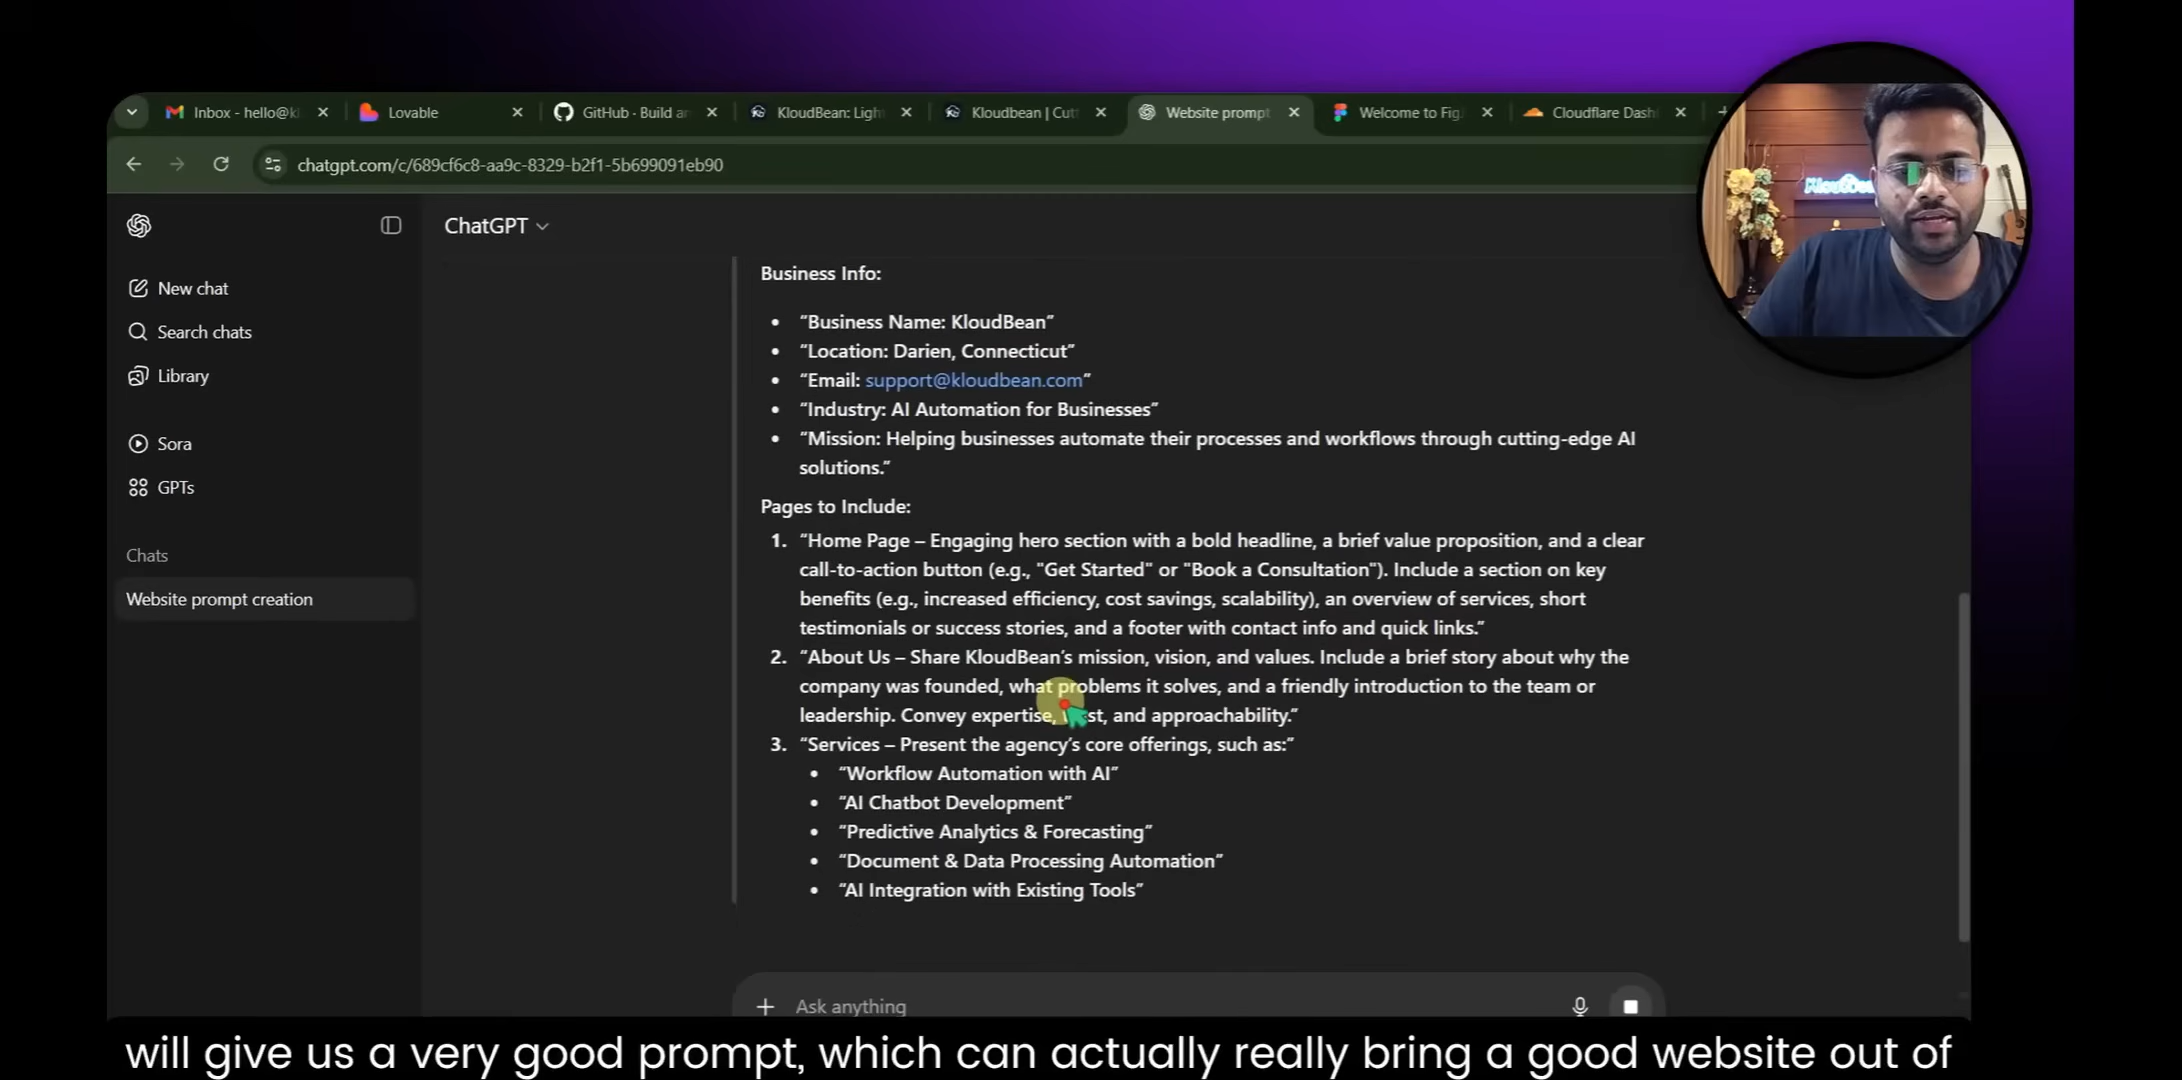 Inbox - hello@k
Lovable
GitHub · Build an
KloudBean: Ligh
Kloudbean | Cut
Website prompt
Welcome to Fig
Cloudflare Dash
chatgpt.com/c/689cf6c8-aa9c-8329-b2f1-5b699091eb90
ChatGPT
New chat
Search chats
Library
Sora
GPTs
Chats
Website prompt creation
Business Info:
• “Business Name: KloudBean”
• “Location: Darien, Connecticut”
• “Email: support@kloudbean.com”
• “Industry: AI Automation for Businesses”
• “Mission: Helping businesses automate their processes and workflows through cutting-edge AI
solutions.”
Pages to Include:
1. “Home Page – Engaging hero section with a bold headline, a brief value proposition, and a clear
call-to-action button (e.g., "Get Started" or "Book a Consultation"). Include a section on key
benefits (e.g., increased efficiency, cost savings, scalability), an overview of services, short
testimonials or success stories, and a footer with contact info and quick links.”
2. “About Us – Share KloudBean’s mission, vision, and values. Include a brief story about why the
company was founded, what problems it solves, and a friendly introduction to the team or
leadership. Convey expertise, and approachability.”
3. “Services – Present the agency’s core offerings, such as:”
• “Workflow Automation with AI”
• “AI Chatbot Development”
• “Predictive Analytics & Forecasting”
• “Document & Data Processing Automation”
• “AI Integration with Existing Tools”
Ask anything
will give us a very good prompt, which can actually really bring a good website out of